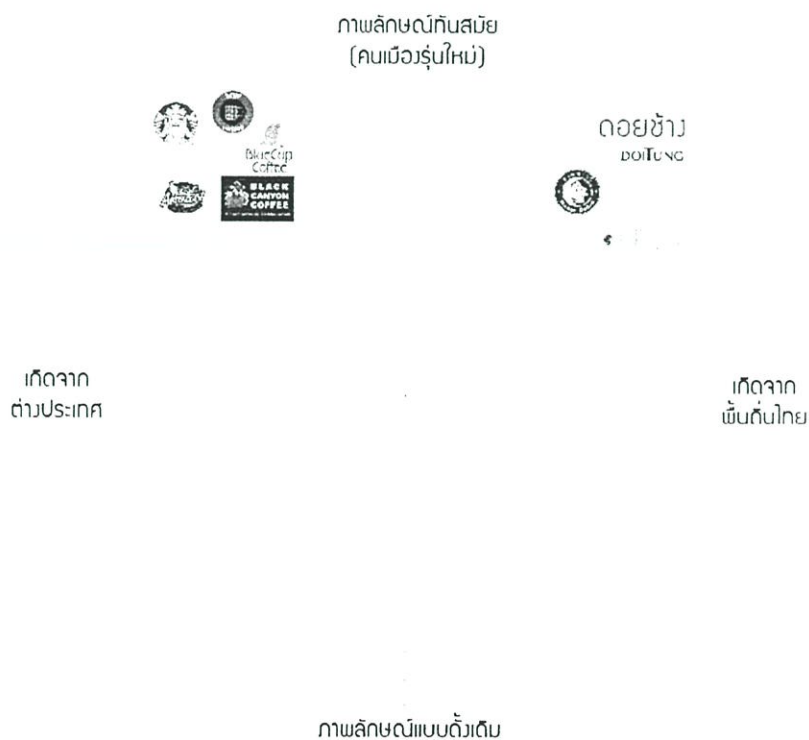 ภาพลักษณ์ทันสมัย
(คนเมืองรุ่นใหม่)
BlueCup
Coffee
BLACK
CANYON
COFFEE
ดอยช้าง
DOITUNG
เกิดจาก
ต่างประเทศ
เกิดจาก
พื้นถิ่นไทย
ภาพลักษณ์แบบดั้งเดิม